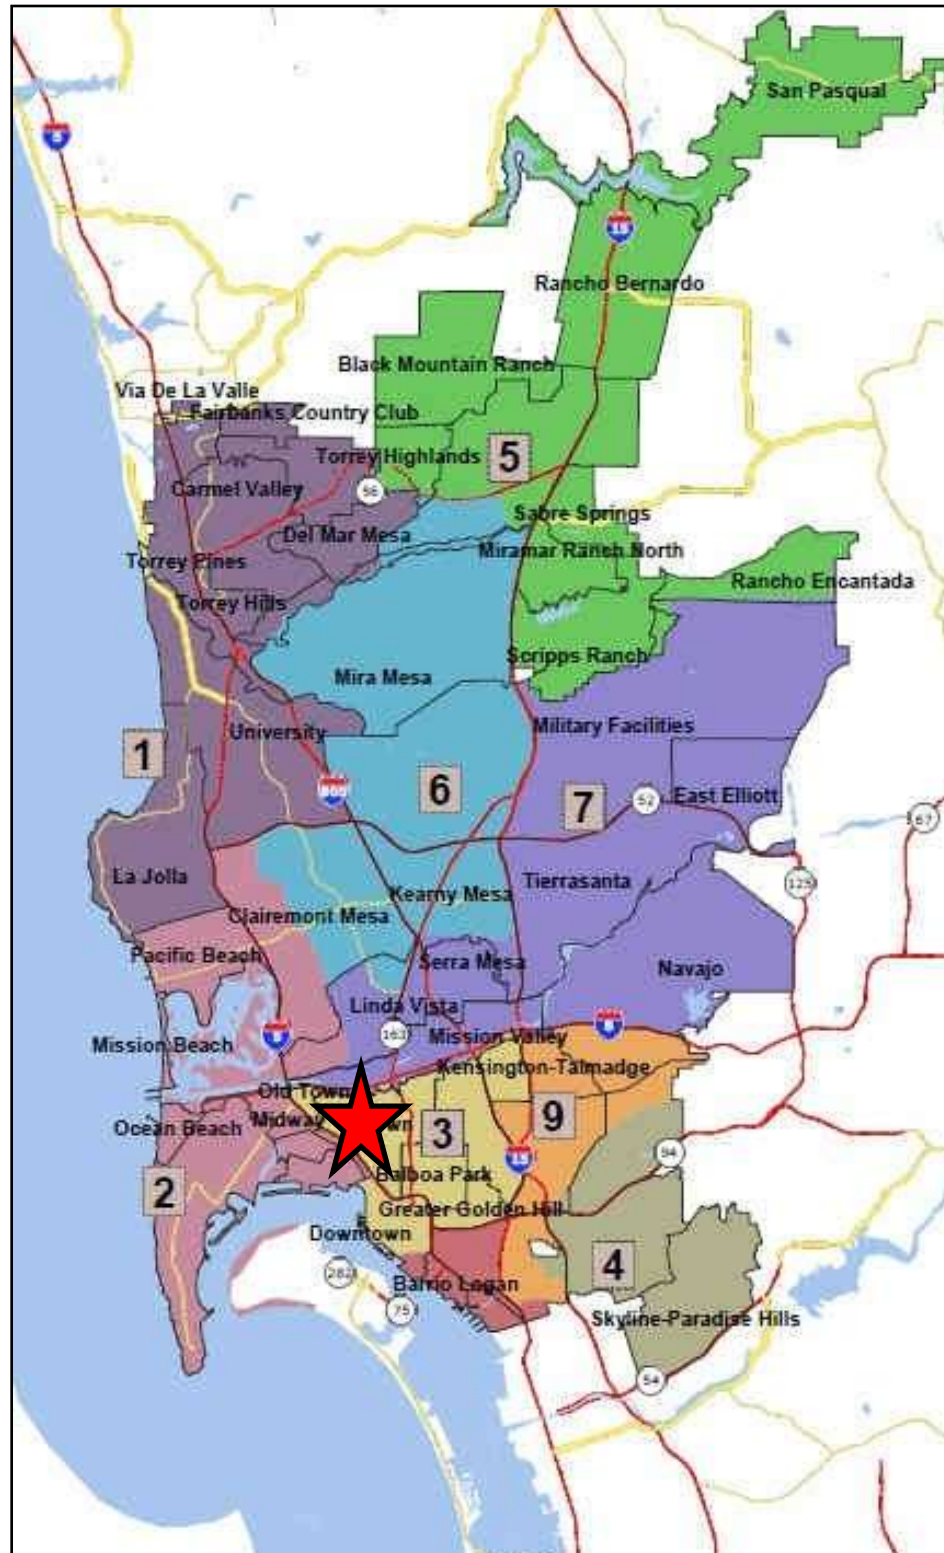 San Pasqual
5
15
Rancho Bernardo
Black Mountain Ranch
Via De La Valle
Fairbanks Country Club
Torrey Highlands
5
Carmel Valley
56
Sabre Springs
Del Mar Mesa
Miramar Ranch North
Torrey Pines
Rancho Encantada
Torrey Hills
Scripps Ranch
Mira Mesa
Military Facilities
University
1
6
7
805
52
East Elliott
67
La Jolla
Tierrasanta
125
Kearny Mesa
Clairemont Mesa
Pacific Beach
Serra Mesa
Navajo
Linda Vista
8
163
Mission Valley
Mission Beach
Kensington-Talmadge
Old Town
Midway
Ocean Beach
3
9
94
15
Balboa Park
2
Greater Golden Hill
Downtown
4
282
Barrio Logan
75
Skyline-Paradise Hills
54